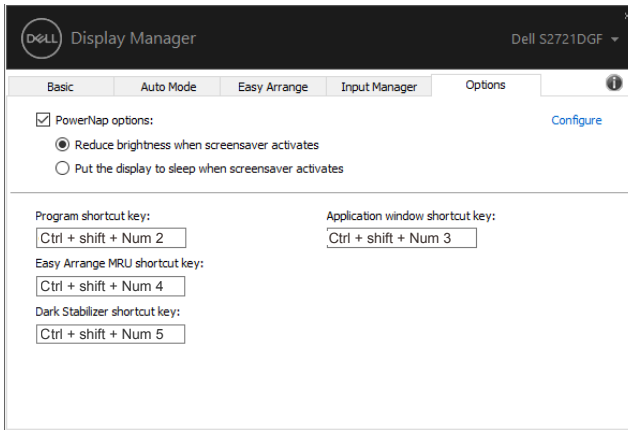 DELL Display Manager Dell S2721DGF
Basic Auto Mode Easy Arrange Input Manager Options
PowerNap options: Configure
Reduce brightness when screensaver activates
Put the display to sleep when screensaver activates
Program shortcut key: Application window shortcut key:
Ctrl + shift + Num 2 Ctrl + shift + Num 3
Easy Arrange MRU shortcut key:
Ctrl + shift + Num 4
Dark Stabilizer shortcut key:
Ctrl + shift + Num 5